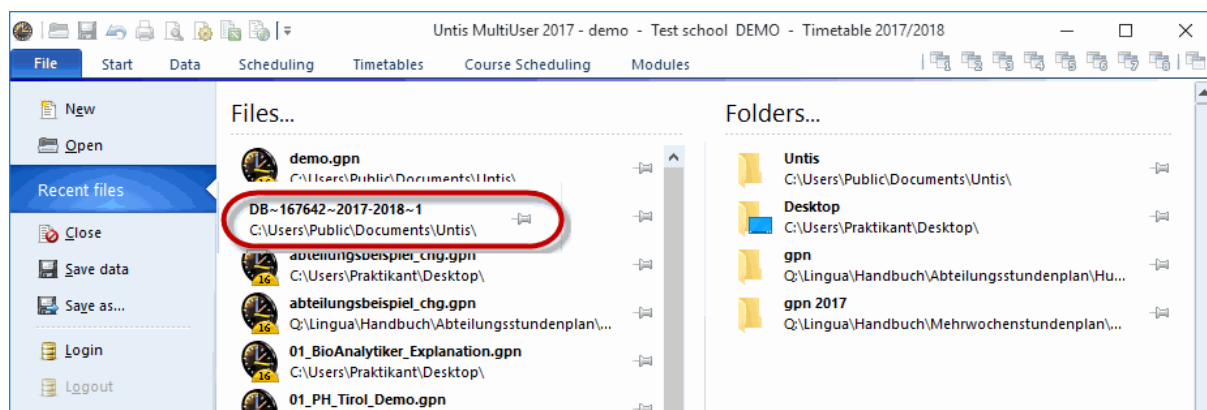 Untis MultiUser 2017 - demo - Test school DEMO - Timetable 2017/2018
File Start Data Scheduling Timetables Course Scheduling Modules
New
Open
Recent files
Close
Save data
Save as...
Login
Logout
Files...
demo.gpn
C:\Users\Public\Documents\Untis\
DB~167642~2017-2018~1
C:\Users\Public\Documents\Untis\
abteilungsbeispiel_chg.gpn
C:\Users\Praktikant\Desktop\
abteilungsbeispiel_chg.gpn
Q:\Lingua\Handbuch\Abteilungsstundenplan\...
01_BioAnalytiker_Explanation.gpn
C:\Users\Praktikant\Desktop\
01_PH_Tirol_Demo.gpn
Folders...
Untis
C:\Users\Public\Documents\Untis\
Desktop
C:\Users\Praktikant\Desktop\
gpn
Q:\Lingua\Handbuch\Abteilungsstundenplan\Hu...
gpn 2017
Q:\Lingua\Handbuch\Mehrwochenstundenplan\...